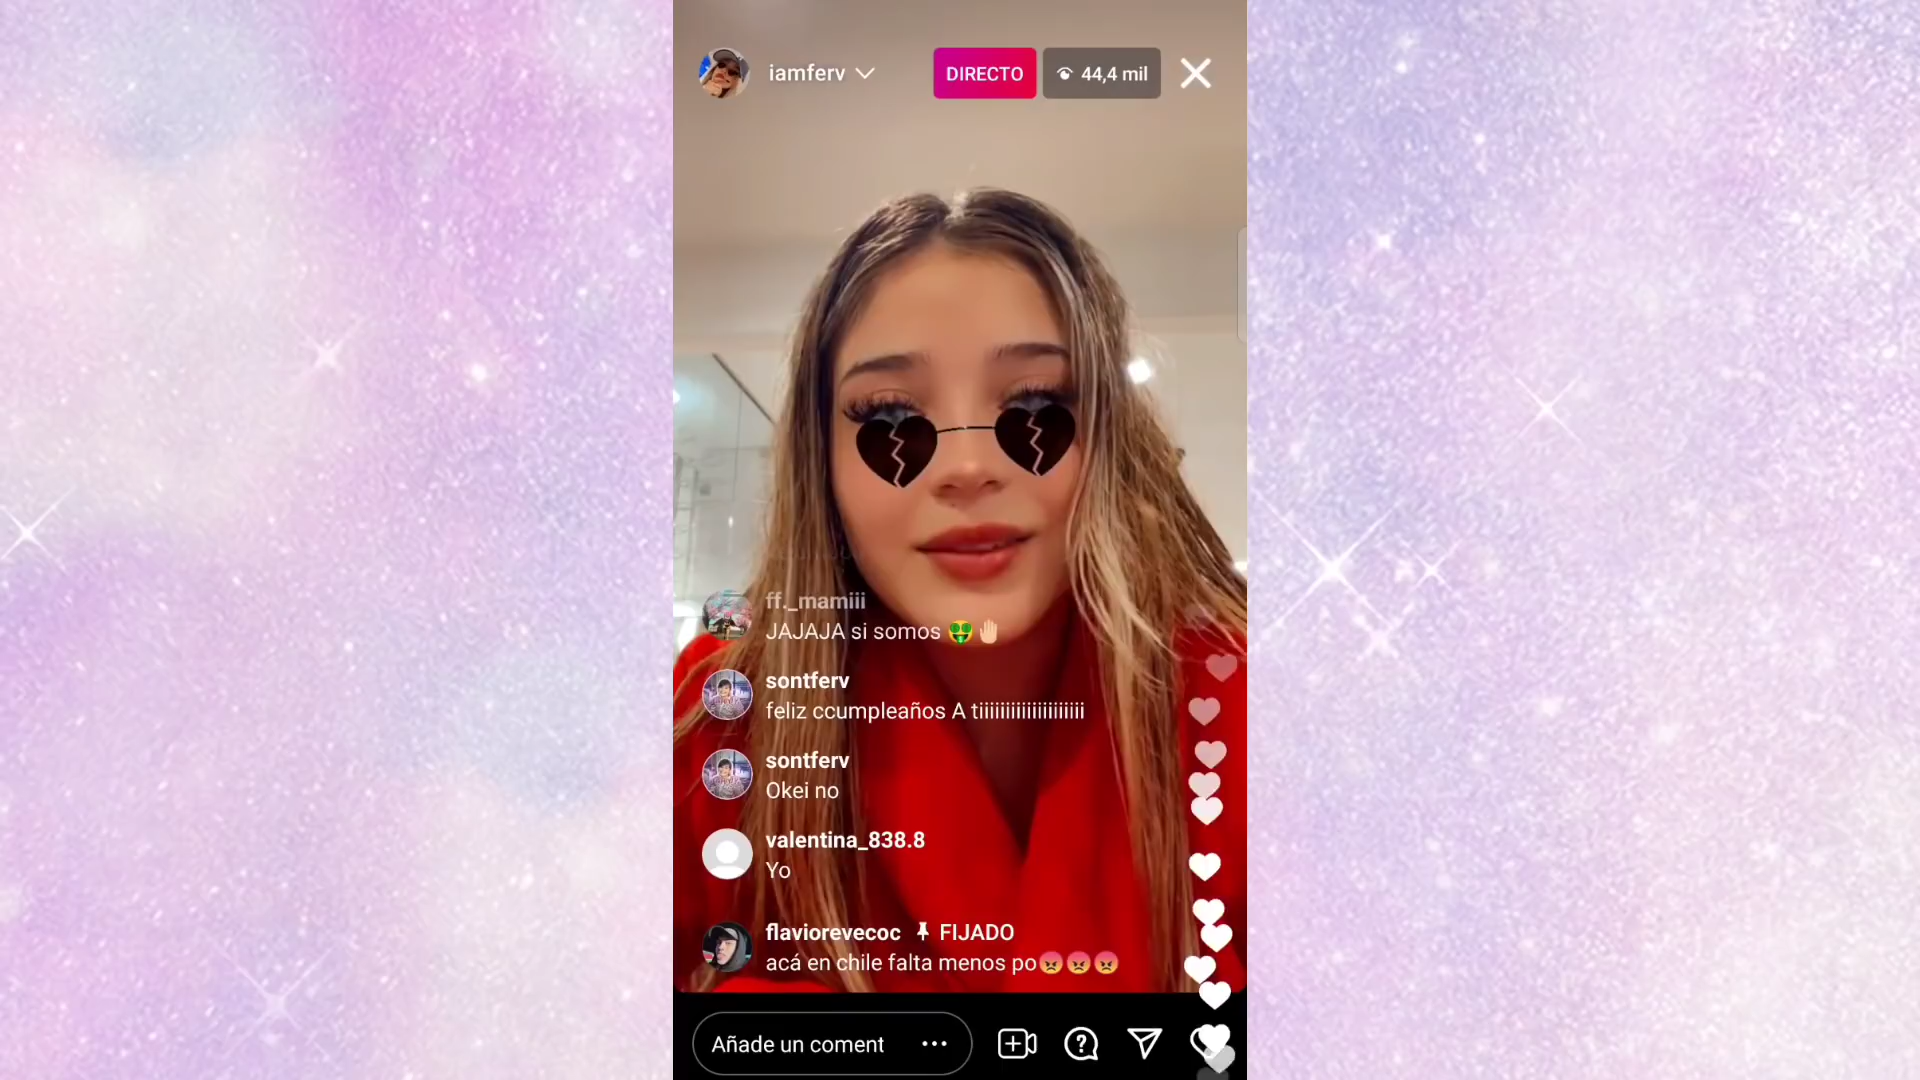 iamferv
DIRECTO
44,4 mil
ff._mamiii
JAJAJA si somos 🤑🤚🏻
sontferv
feliz ccumpleaños A tiiiiiiiiiiiiiiiiiiii
sontferv
Okei no
valentina_838.8
Yo
flaviorevecoc FIJADO
acá en chile falta menos po😡😡😡
Añade un coment